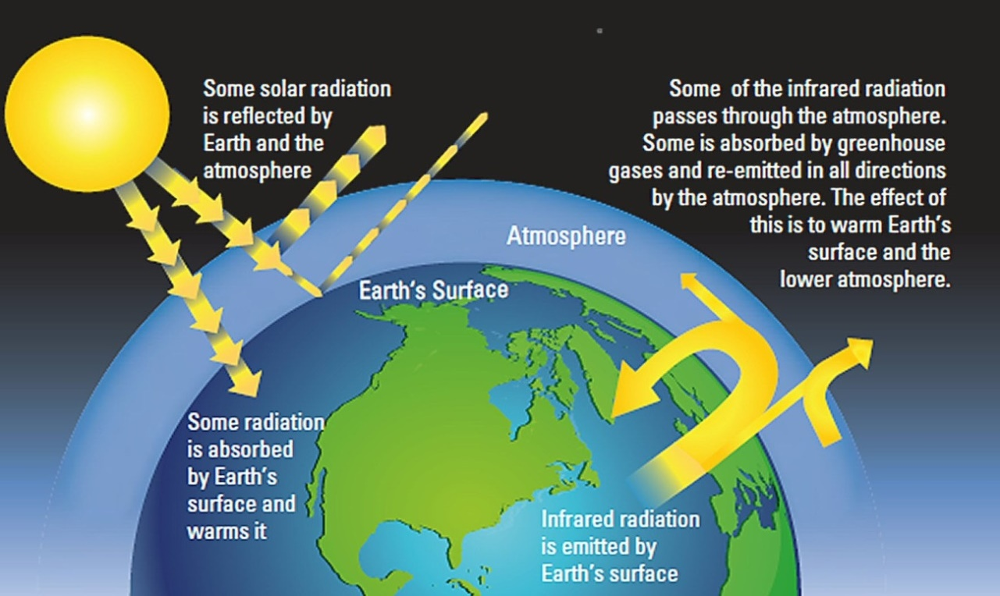 Some solar radiation
is reflected by
Earth and the
atmosphere
Some of the infrared radiation
passes through the atmosphere.
Some is absorbed by greenhouse
gases and re-emitted in all directions
by the atmosphere. The effect of
this is to warm Earth's
surface and the
lower atmosphere.
Atmosphere
Earth's Surface
Some radiation
is absorbed
by Earth's
surface and
warms it
Infrared radiation
is emitted by
Earth's surface